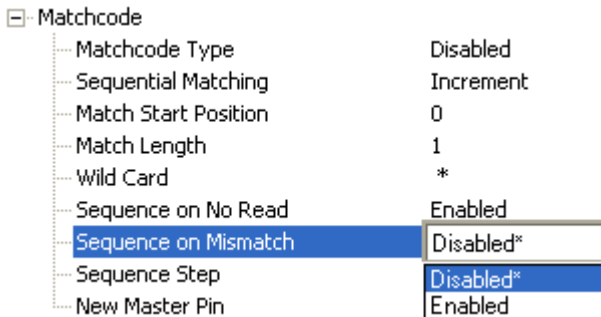 Matchcode
Matchcode Type Disabled
Sequential Matching Increment
Match Start Position 0
Match Length 1
Wild Card *
Sequence on No Read Enabled
Sequence on Mismatch Disabled*
Sequence Step Disabled*
New Master Pin Enabled